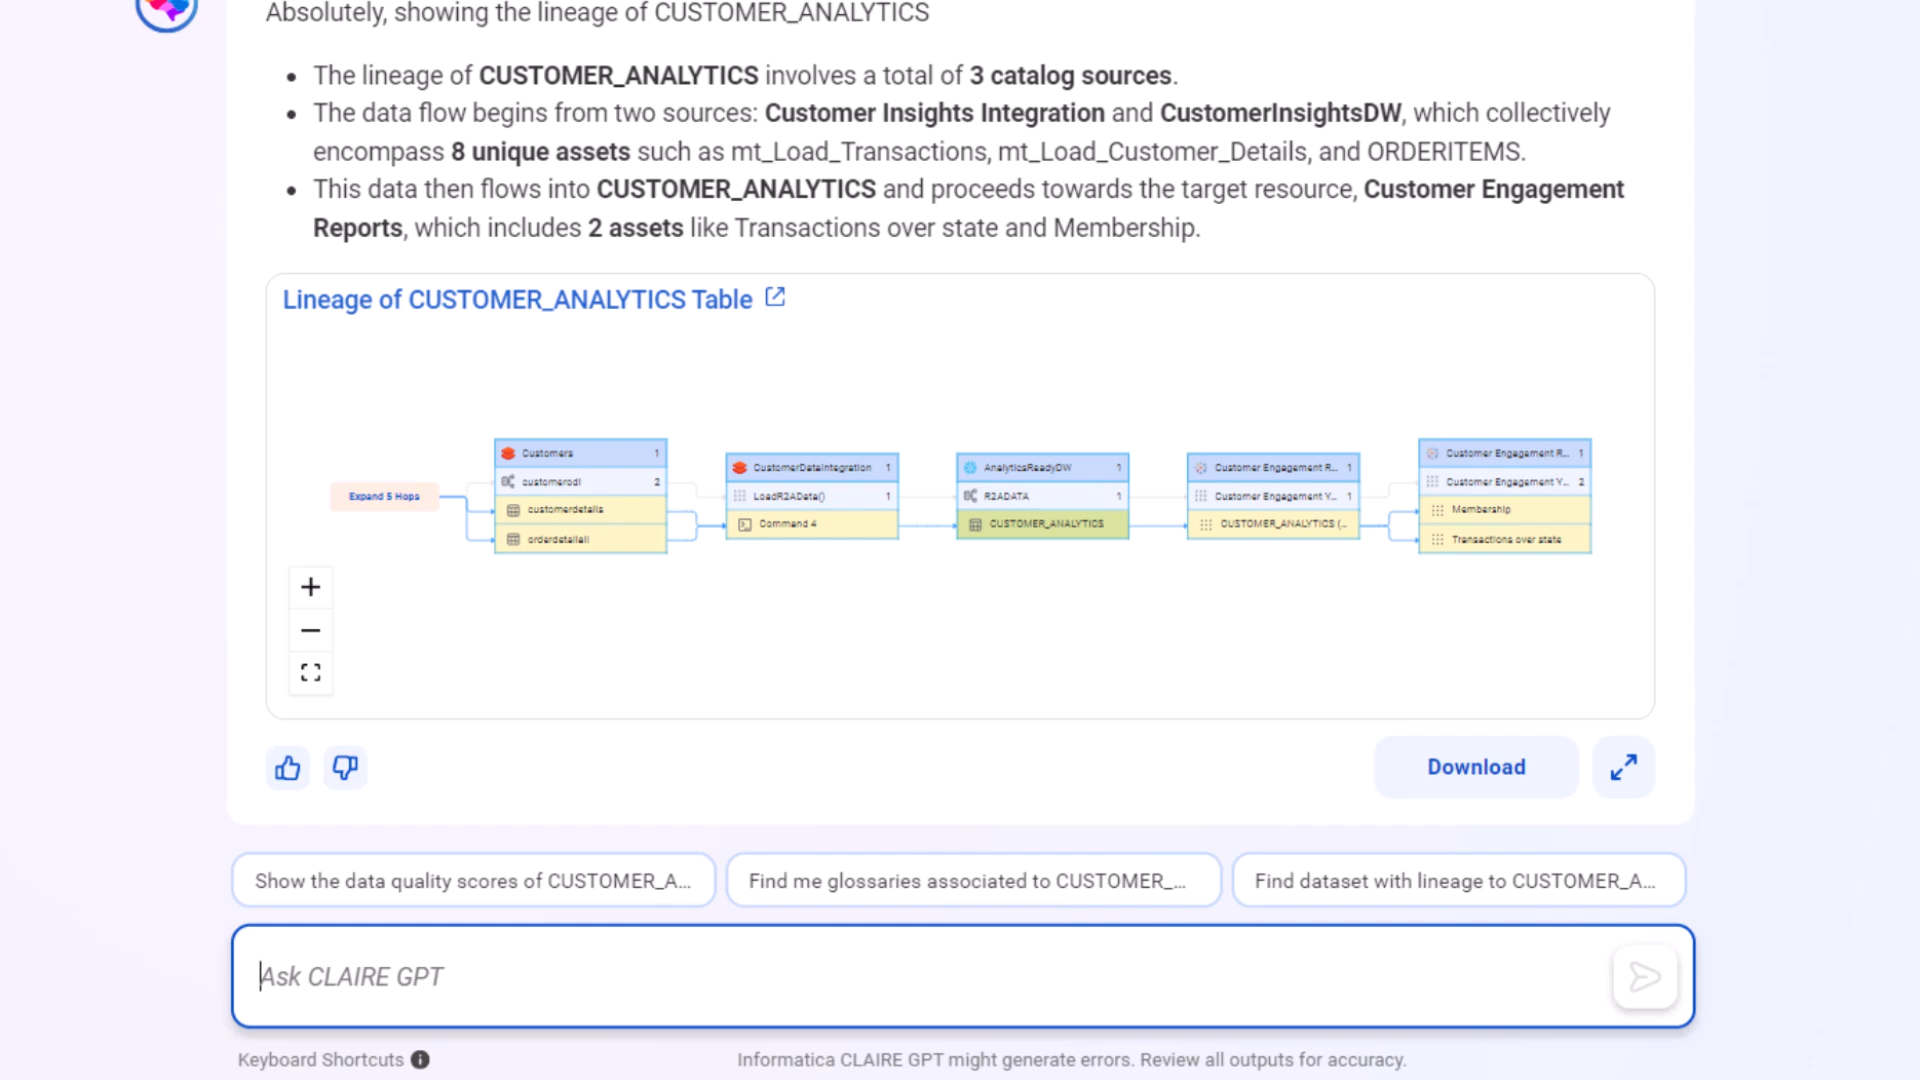 Absolutely, showing the lineage of CUSTOMER_ANALYTICS
The lineage of CUSTOMER_ANALYTICS involves a total of 3 catalog sources.
The data flow begins from two sources: Customer Insights Integration and CustomerInsightsDW, which collectively
encompass 8 unique assets such as mt_Load_Transactions, mt_Load_Customer_Details, and ORDERITEMS.
This data then flows into CUSTOMER_ANALYTICS and proceeds towards the target resource, Customer Engagement
Reports, which includes 2 assets like Transactions over state and Membership.
Lineage of CUSTOMER_ANALYTICS Table
Expand 5 Hops
Customers 1
customerodl 2
customerdetails
orderdetailall
CustomerDataIntegration 1
LoadR2AData() 1
Command 4
AnalyticsReadyDW 1
R2ADATA 1
CUSTOMER_ANALYTICS
Customer Engagement R... 1
Customer Engagement Y... 1
CUSTOMER_ANALYTICS (...
Customer Engagement R... 1
Customer Engagement Y... 2
Membership
Transactions over state
Download
Show the data quality scores of CUSTOMER_A...
Find me glossaries associated to CUSTOMER_...
Find dataset with lineage to CUSTOMER_A...
Ask CLAIRE GPT
Keyboard Shortcuts
Informatica CLAIRE GPT might generate errors. Review all outputs for accuracy.